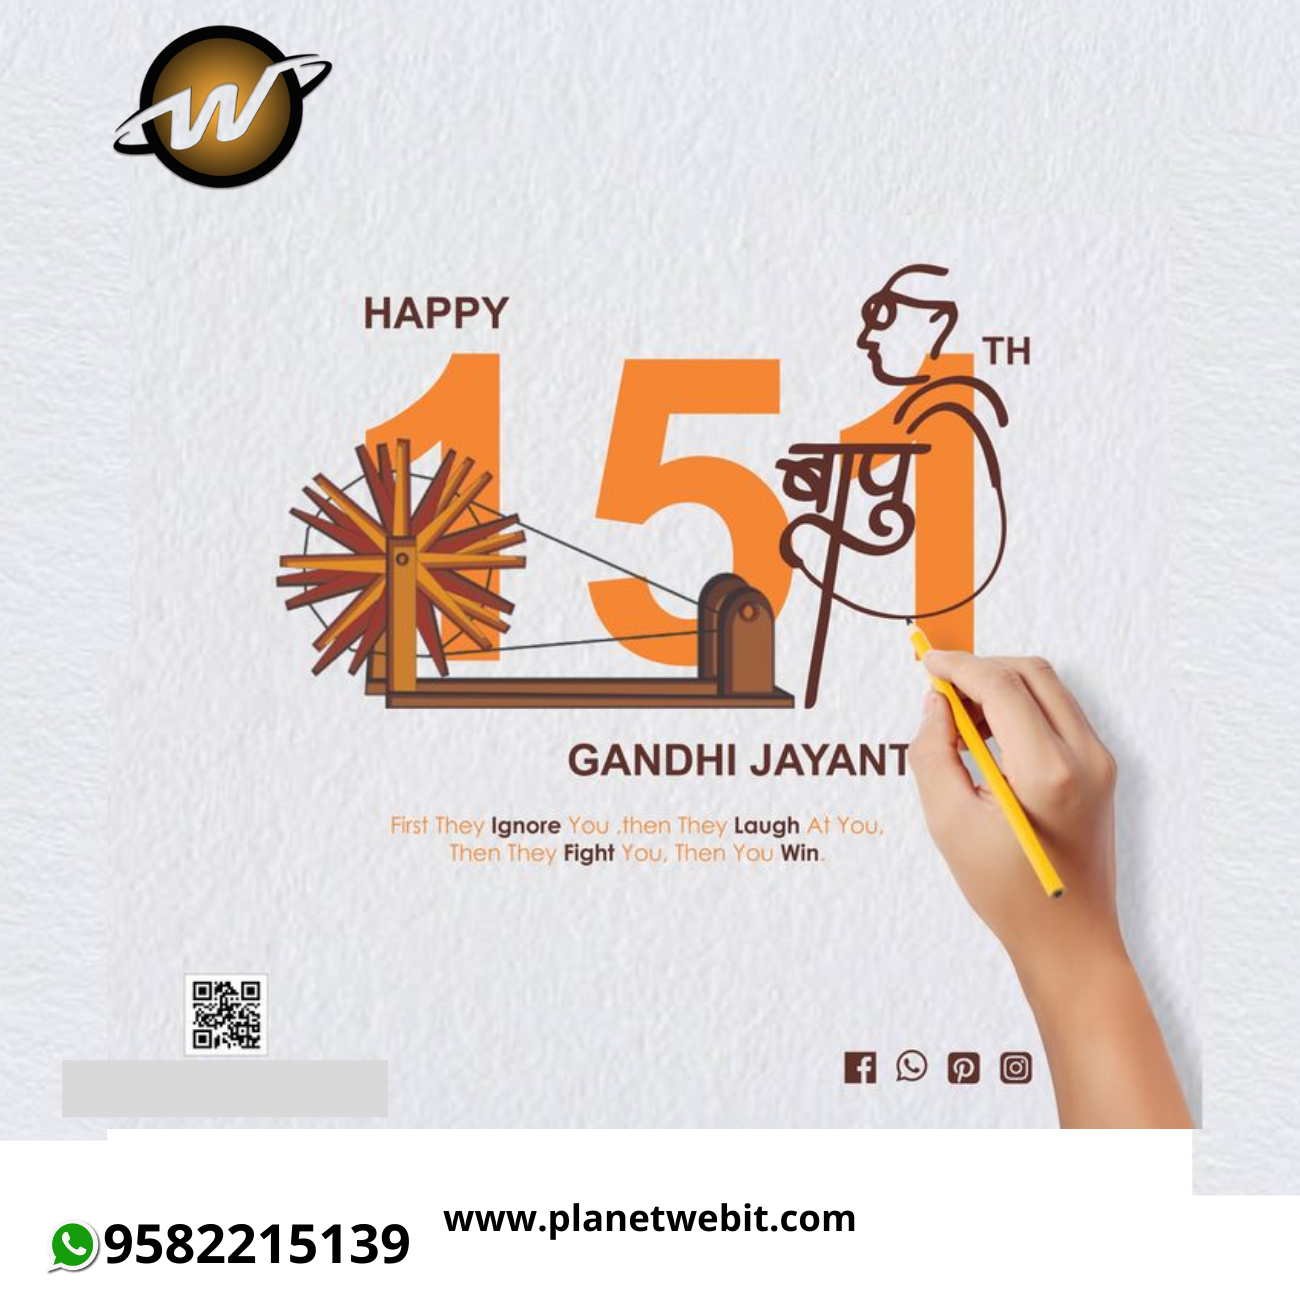 W
HAPPY
151 TH
बापु
GANDHI JAYANT
First They Ignore You ,then They Laugh At You,
Then They Fight You, Then You Win.
9582215139
www.planetwebit.com